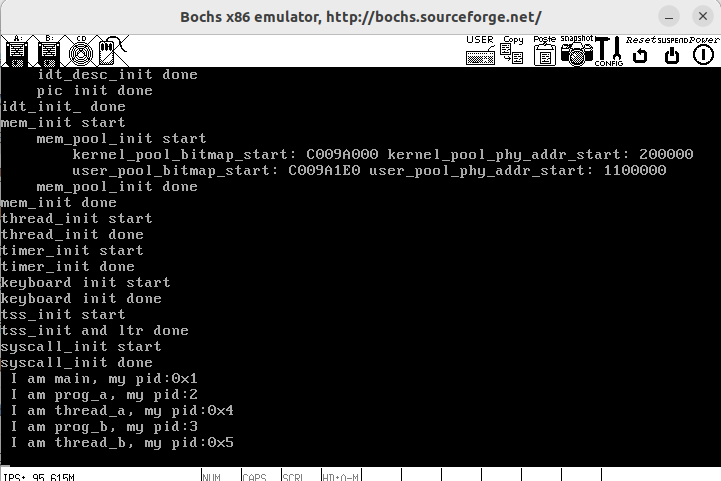 Bochs x86 emulator, http://bochs.sourceforge.net/
A: B: CD USER Copy Paste snapshot CONFIG Reset SUSPEND Power
idt_desc_init done
pic init done
idt_init_ done
mem_init start
mem_pool_init start
kernel_pool_bitmap_start: C009A000 kernel_pool_phy_addr_start: 200000
user_pool_bitmap_start: C009A1E0 user_pool_phy_addr_start: 1100000
mem_pool_init done
mem_init done
thread_init start
thread_init done
timer_init start
timer_init done
keyboard init start
keyboard init done
tss_init start
tss_init and ltr done
syscall_init start
syscall_init done
I am main, my pid:0x1
I am prog_a, my pid:2
I am thread_a, my pid:0x4
I am prog_b, my pid:3
I am thread_b, my pid:0x5
IPS: 95.615M NUM CAPS SCRL HD:0-M